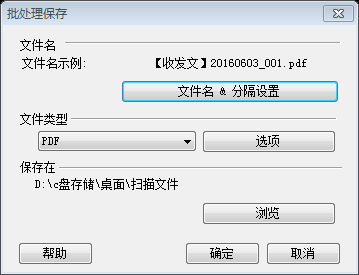 批处理保存
文件名
文件名示例: 【收发文】20160603_001.pdf
文件名 & 分隔设置
文件类型
PDF 选项
保存在
D:\c盘存储\桌面\扫描文件
浏览
帮助 确定 取消